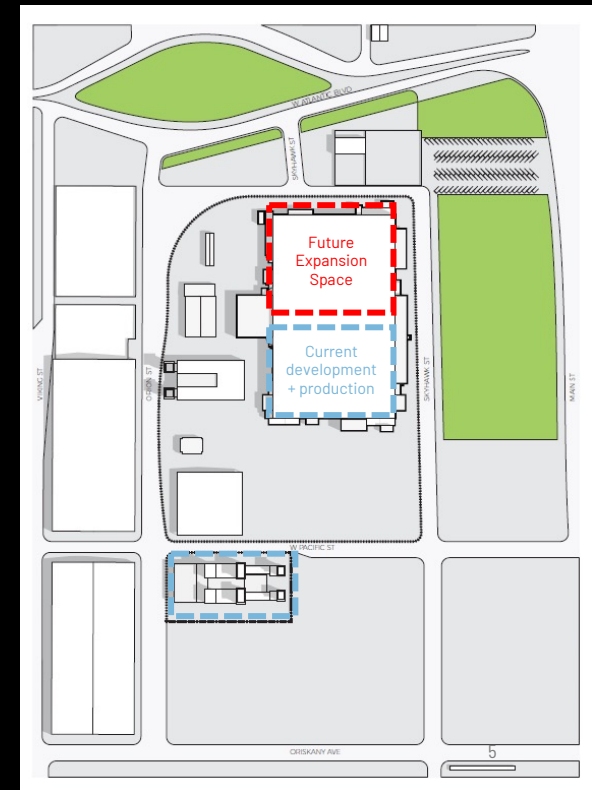 W ATLANTIC BLVD
SKYHAWK ST
Future
Expansion
Space
Current
development
+ production
VIKING ST
ORION ST
SKYHAWK ST
MAIN ST
W PACIFIC ST
ORISKANY AVE
5